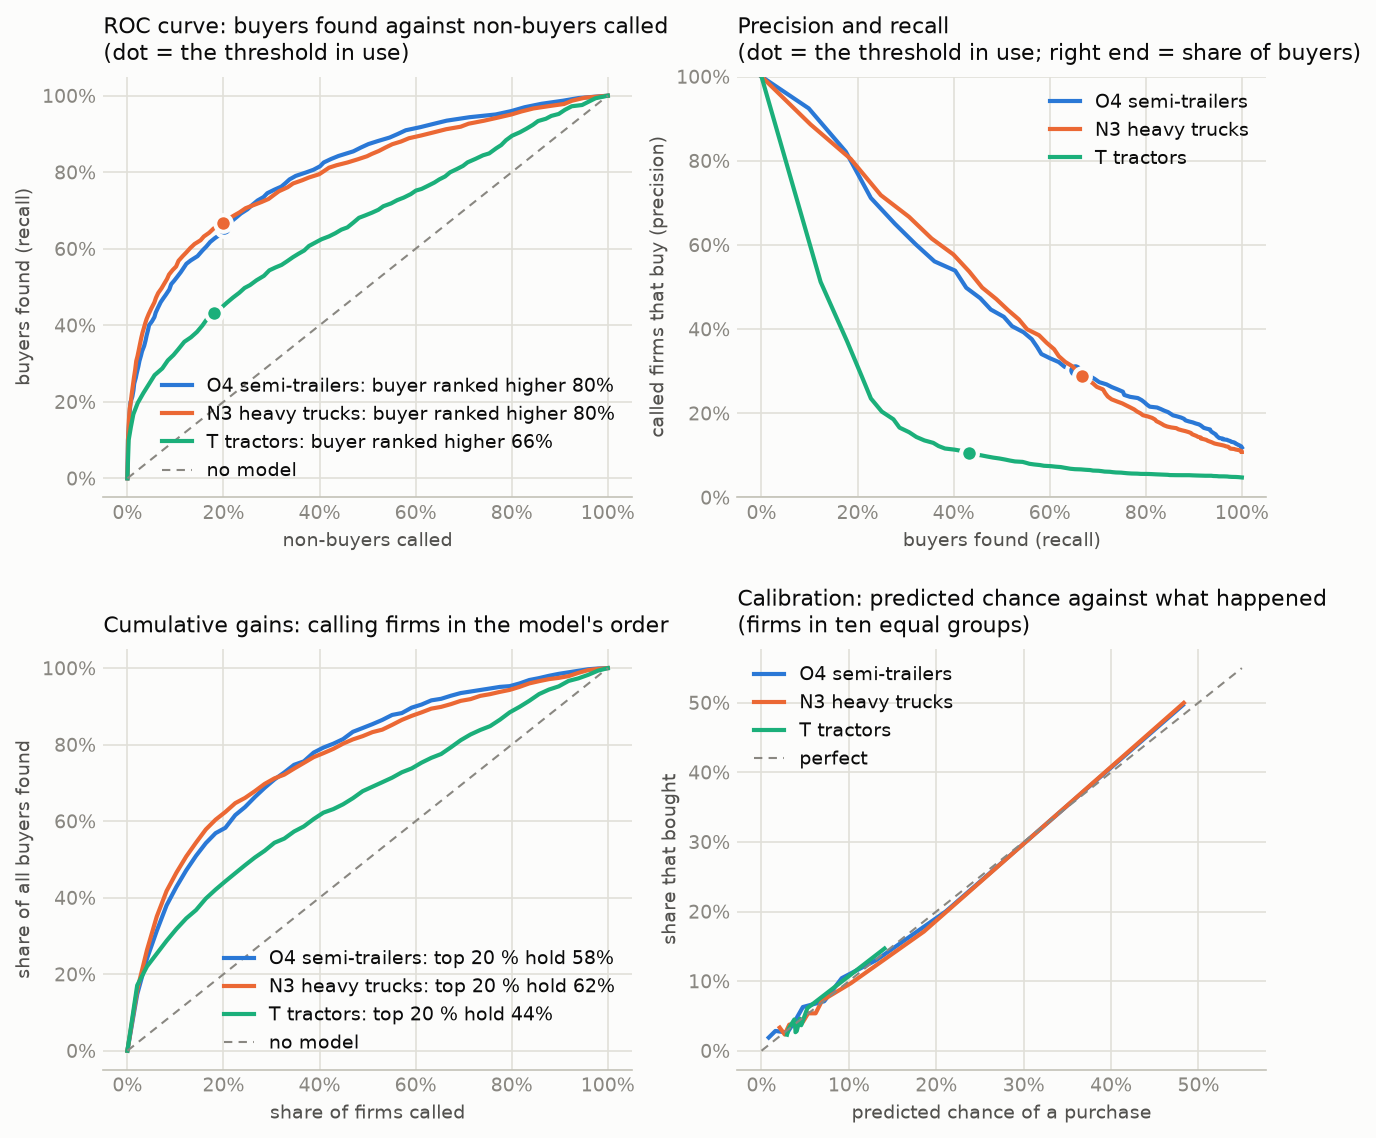 ROC curve: buyers found against non-buyers called
(dot = the threshold in use)
100%
80%
60%
40%
20%
0%
buyers found (recall)
O4 semi-trailers: buyer ranked higher 80%
N3 heavy trucks: buyer ranked higher 80%
T tractors: buyer ranked higher 66%
no model
0%
20%
40%
60%
80%
100%
non-buyers called
Precision and recall
(dot = the threshold in use; right end = share of buyers)
100%
80%
60%
40%
20%
0%
called firms that buy (precision)
O4 semi-trailers
N3 heavy trucks
T tractors
0%
20%
40%
60%
80%
100%
buyers found (recall)
Cumulative gains: calling firms in the model's order
100%
80%
60%
40%
20%
0%
share of all buyers found
O4 semi-trailers: top 20 % hold 58%
N3 heavy trucks: top 20 % hold 62%
T tractors: top 20 % hold 44%
no model
0%
20%
40%
60%
80%
100%
share of firms called
Calibration: predicted chance against what happened
(firms in ten equal groups)
O4 semi-trailers
N3 heavy trucks
T tractors
perfect
50%
40%
30%
20%
10%
0%
share that bought
0%
10%
20%
30%
40%
50%
predicted chance of a purchase